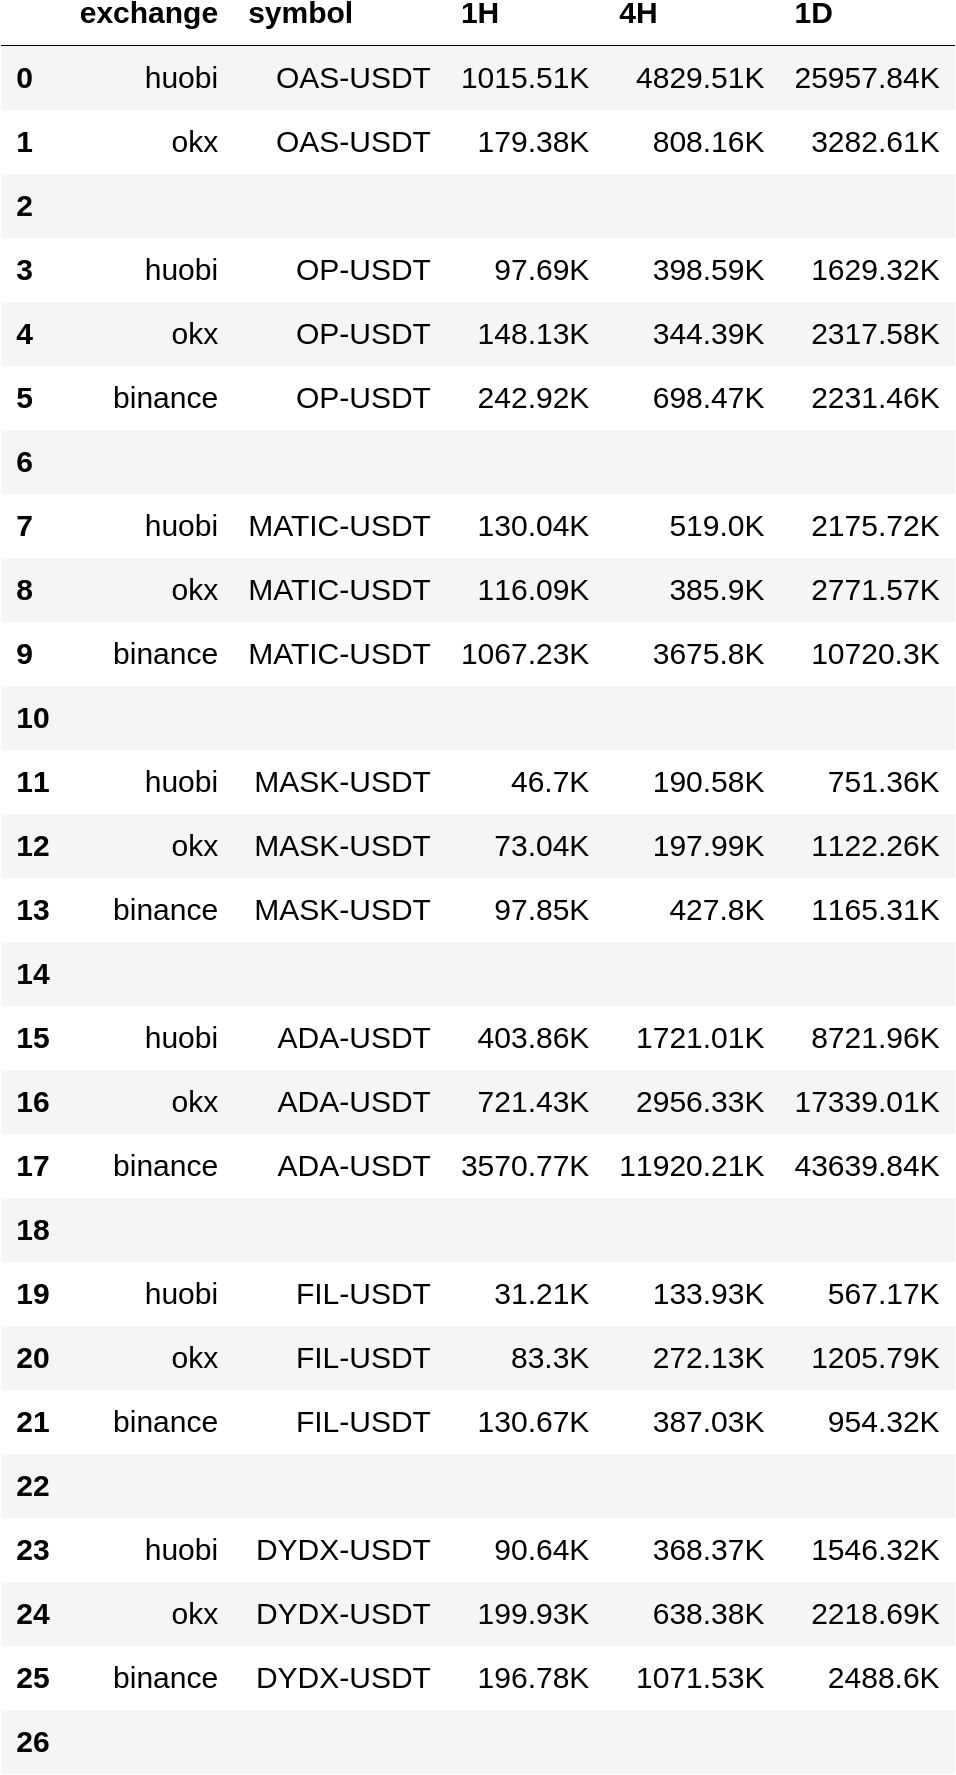 exchange symbol 1H 4H 1D
0 huobi OAS-USDT 1015.51K 4829.51K 25957.84K
1 okx OAS-USDT 179.38K 808.16K 3282.61K
2
3 huobi OP-USDT 97.69K 398.59K 1629.32K
4 okx OP-USDT 148.13K 344.39K 2317.58K
5 binance OP-USDT 242.92K 698.47K 2231.46K
6
7 huobi MATIC-USDT 130.04K 519.0K 2175.72K
8 okx MATIC-USDT 116.09K 385.9K 2771.57K
9 binance MATIC-USDT 1067.23K 3675.8K 10720.3K
10
11 huobi MASK-USDT 46.7K 190.58K 751.36K
12 okx MASK-USDT 73.04K 197.99K 1122.26K
13 binance MASK-USDT 97.85K 427.8K 1165.31K
14
15 huobi ADA-USDT 403.86K 1721.01K 8721.96K
16 okx ADA-USDT 721.43K 2956.33K 17339.01K
17 binance ADA-USDT 3570.77K 11920.21K 43639.84K
18
19 huobi FIL-USDT 31.21K 133.93K 567.17K
20 okx FIL-USDT 83.3K 272.13K 1205.79K
21 binance FIL-USDT 130.67K 387.03K 954.32K
22
23 huobi DYDX-USDT 90.64K 368.37K 1546.32K
24 okx DYDX-USDT 199.93K 638.38K 2218.69K
25 binance DYDX-USDT 196.78K 1071.53K 2488.6K
26